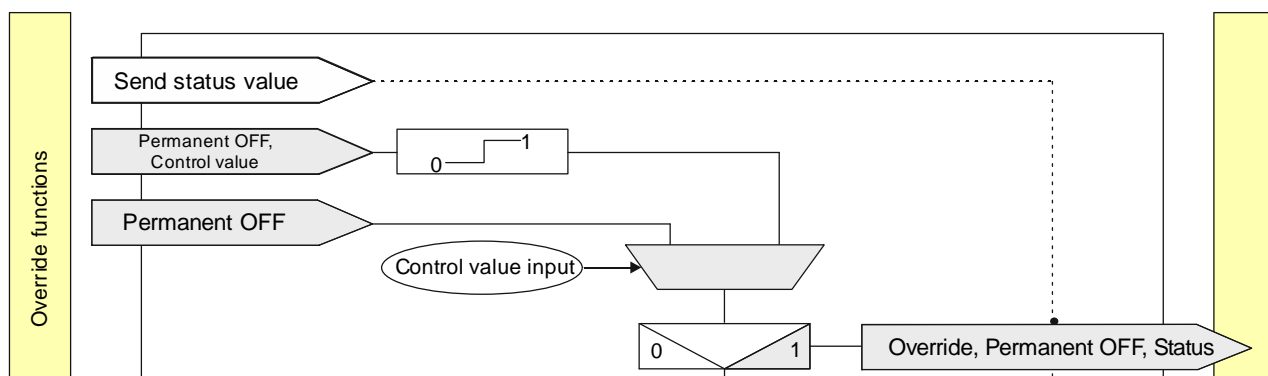 Override functions
Send status value
Permanent OFF,
Control value
0
1
Permanent OFF
Control value input
0
1
Override, Permanent OFF, Status